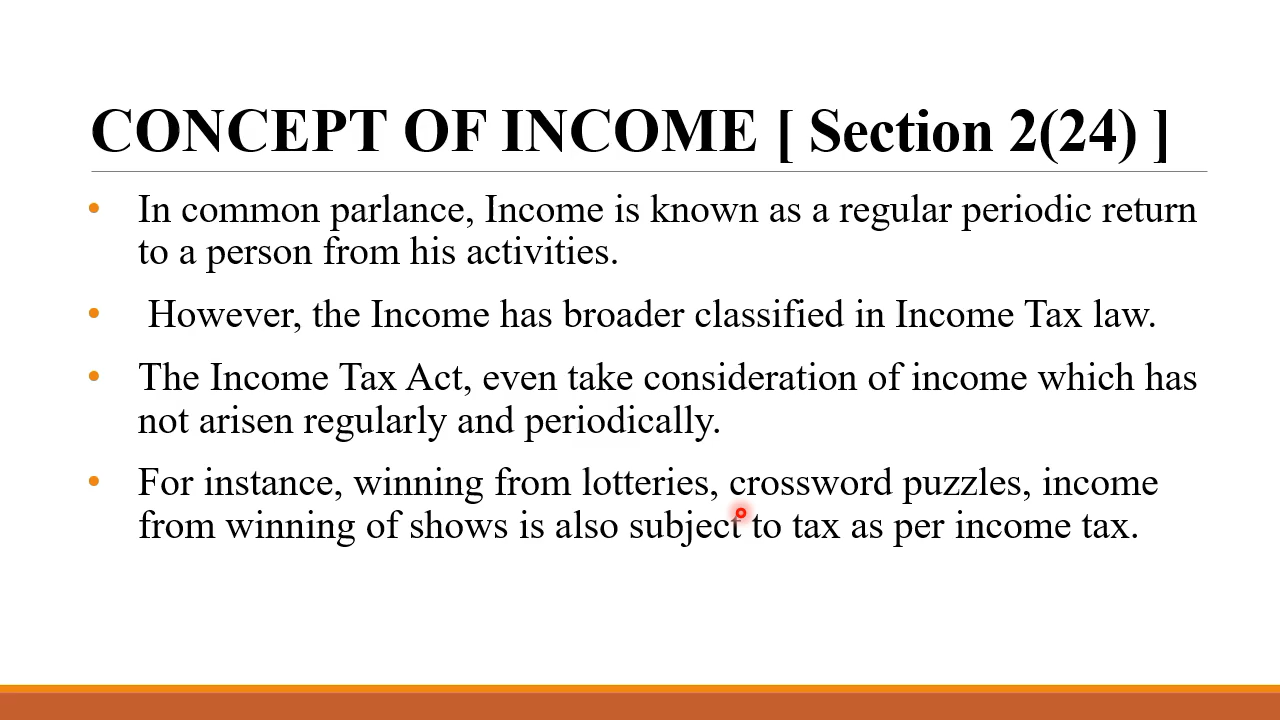 CONCEPT OF INCOME [ Section 2(24) ]
• In common parlance, Income is known as a regular periodic return
to a person from his activities.
• However, the Income has broader classified in Income Tax law.
• The Income Tax Act, even take consideration of income which has
not arisen regularly and periodically.
• For instance, winning from lotteries, crossword puzzles, income
from winning of shows is also subject to tax as per income tax.